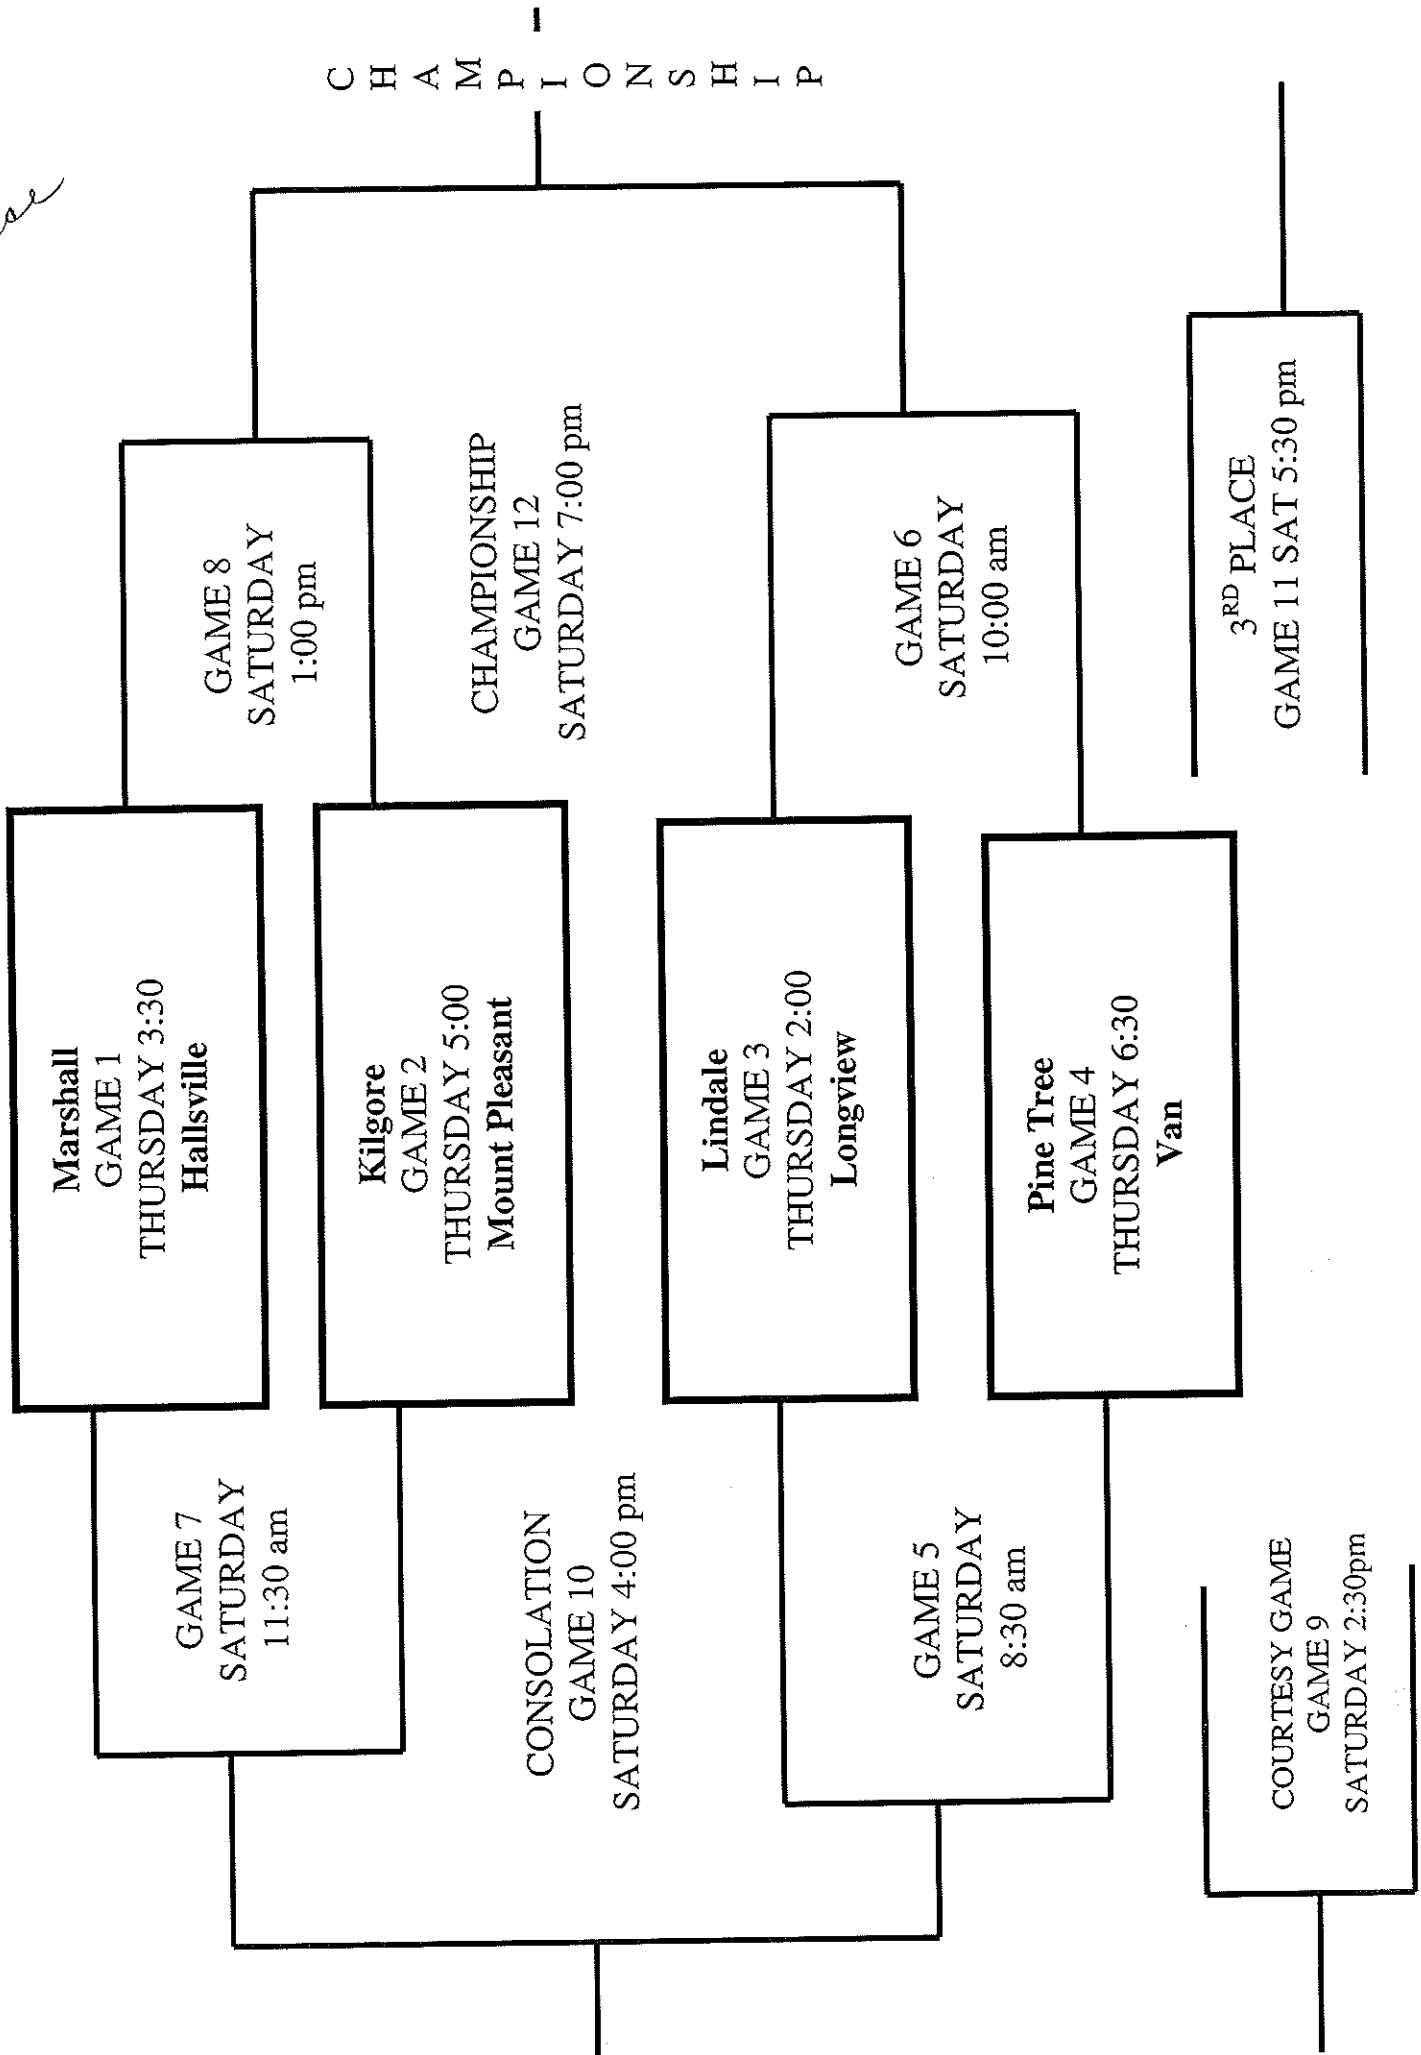 Marshall
GAME 1
THURSDAY 3:30
Hallsville
Kilgore
GAME 2
THURSDAY 5:00
Mount Pleasant
Lindale
GAME 3
THURSDAY 2:00
Longview
Pine Tree
GAME 4
THURSDAY 6:30
Van
GAME 7
SATURDAY
11:30 am
CONSOLATION
GAME 10
SATURDAY 4:00 pm
GAME 5
SATURDAY
8:30 am
COURTESY GAME
GAME 9
SATURDAY 2:30pm
GAME 8
SATURDAY
1:00 pm
CHAMPIONSHIP
GAME 12
SATURDAY 7:00 pm
GAME 6
SATURDAY
10:00 am
3RD PLACE
GAME 11 SAT 5:30 pm
C
H
A
M
P
I
O
N
S
H
I
P